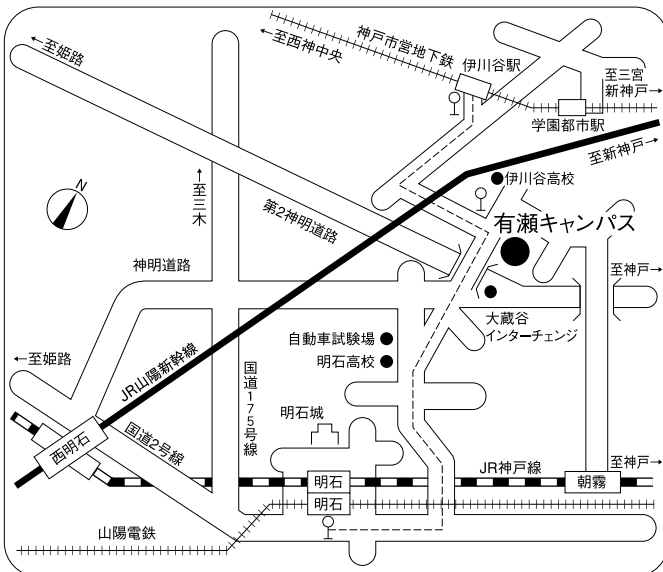 ←至姫路
←至西神中央
神戸市営地下鉄
伊川谷駅
至三宮
新神戸→
学園都市駅
至新神戸→
N
←至三木
第2神明道路
伊川谷高校
有瀬キャンパス
神明道路
至神戸→
大蔵谷
インターチェンジ
自動車試験場
明石高校
←至姫路
JR山陽新幹線
国道175号線
国道2号線
西明石
明石城
JR神戸線
至神戸→
明石
明石
朝霧
山陽電鉄